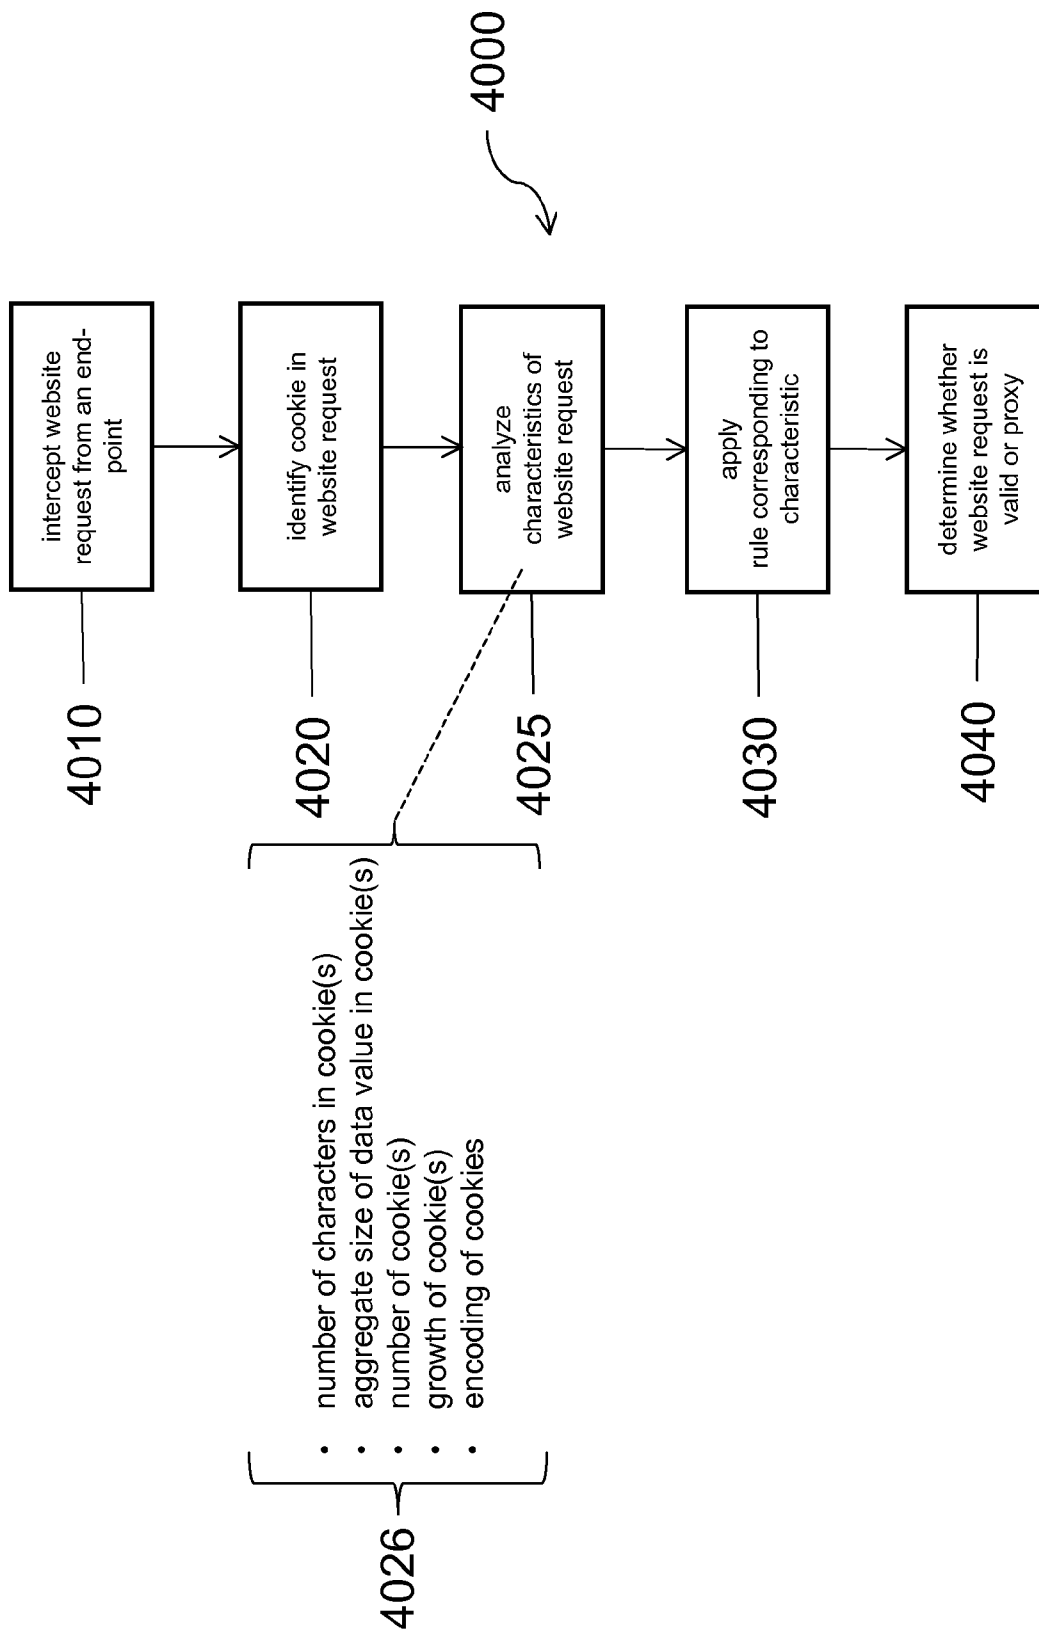 4010
intercept website
request from an end-
point
4020
identify cookie in
website request
4026
• number of characters in cookie(s)
• aggregate size of data value in cookie(s)
• number of cookie(s)
• growth of cookie(s)
• encoding of cookies
4025
analyze
characteristics of
website request
4000
4030
apply
rule corresponding to
characteristic
4040
determine whether
website request is
valid or proxy